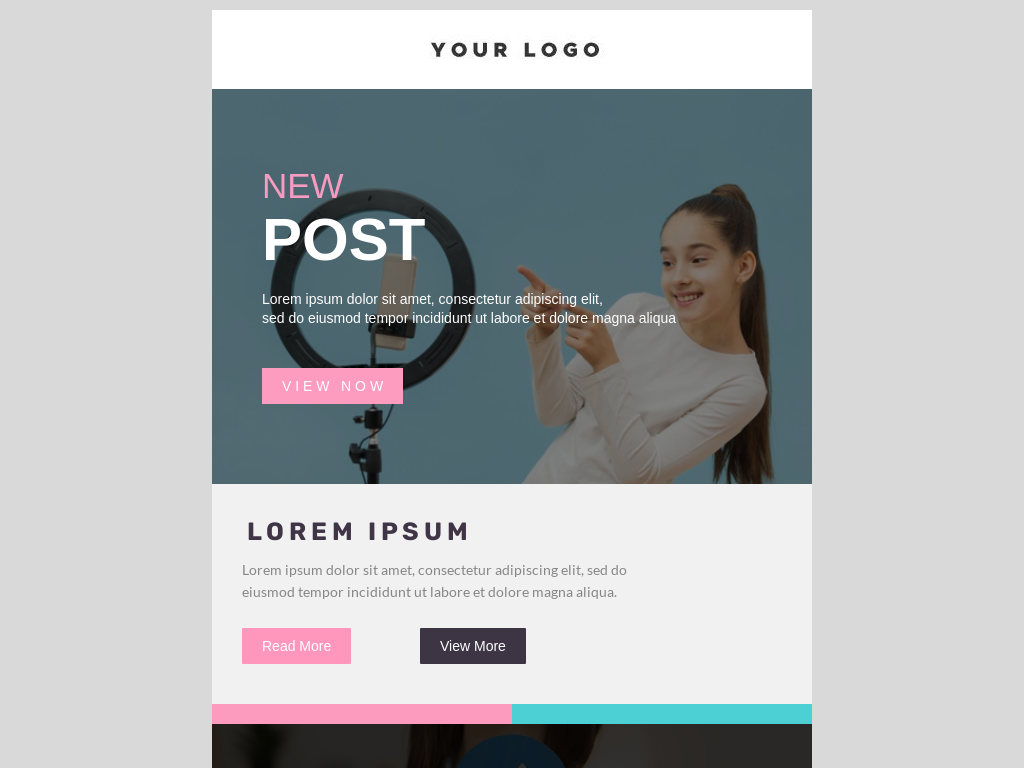 YOUR LOGO
NEW
POST
Lorem ipsum dolor sit amet, consectetur adipiscing elit,
sed do eiusmod tempor incididunt ut labore et dolore magna aliqua
VIEW NOW
LOREM IPSUM
Lorem ipsum dolor sit amet, consectetur adipiscing elit, sed do
eiusmod tempor incididunt ut labore et dolore magna aliqua.
Read More
View More